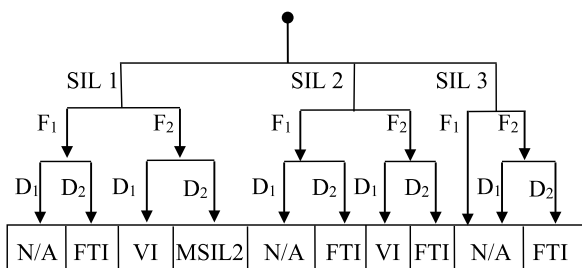 SIL 1 SIL 2 SIL 3
F₁ F₂ F₁ F₂ F₁ F₂
D₁ D₂ D₁ D₂ D₁ D₂ D₁ D₂ D₁ D₂
N/A FTI VI MSIL2 N/A FTI VI FTI N/A FTI